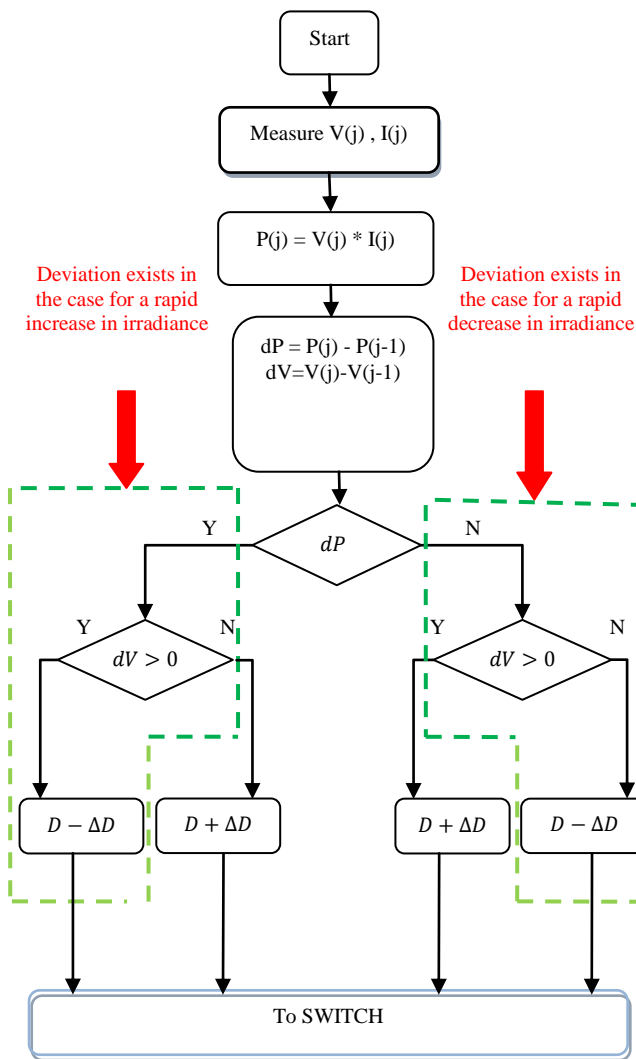 Start
Measure V(j) , I(j)
P(j) = V(j) * I(j)
Deviation exists in
the case for a rapid
increase in irradiance
Deviation exists in
the case for a rapid
decrease in irradiance
dP = P(j) - P(j-1)
dV=V(j)-V(j-1)
Y
dP
N
Y
dV > 0
N
Y
dV > 0
N
D − ΔD
D + ΔD
D + ΔD
D − ΔD
To SWITCH